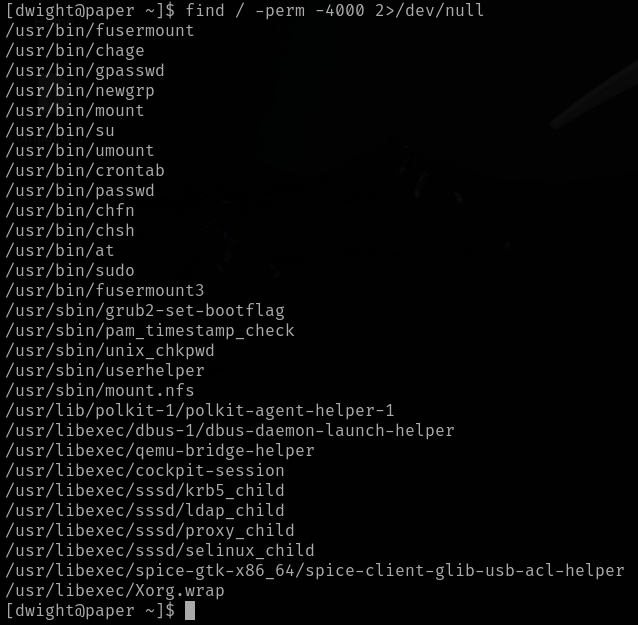 [dwight@paper ~]$ find / -perm -4000 2>/dev/null
/usr/bin/fusermount
/usr/bin/chage
/usr/bin/gpasswd
/usr/bin/newgrp
/usr/bin/mount
/usr/bin/su
/usr/bin/umount
/usr/bin/crontab
/usr/bin/passwd
/usr/bin/chfn
/usr/bin/chsh
/usr/bin/at
/usr/bin/sudo
/usr/bin/fusermount3
/usr/sbin/grub2-set-bootflag
/usr/sbin/pam_timestamp_check
/usr/sbin/unix_chkpwd
/usr/sbin/userhelper
/usr/sbin/mount.nfs
/usr/lib/polkit-1/polkit-agent-helper-1
/usr/libexec/dbus-1/dbus-daemon-launch-helper
/usr/libexec/qemu-bridge-helper
/usr/libexec/cockpit-session
/usr/libexec/sssd/krb5_child
/usr/libexec/sssd/ldap_child
/usr/libexec/sssd/proxy_child
/usr/libexec/sssd/selinux_child
/usr/libexec/spice-gtk-x86_64/spice-client-glib-usb-acl-helper
/usr/libexec/Xorg.wrap
[dwight@paper ~]$